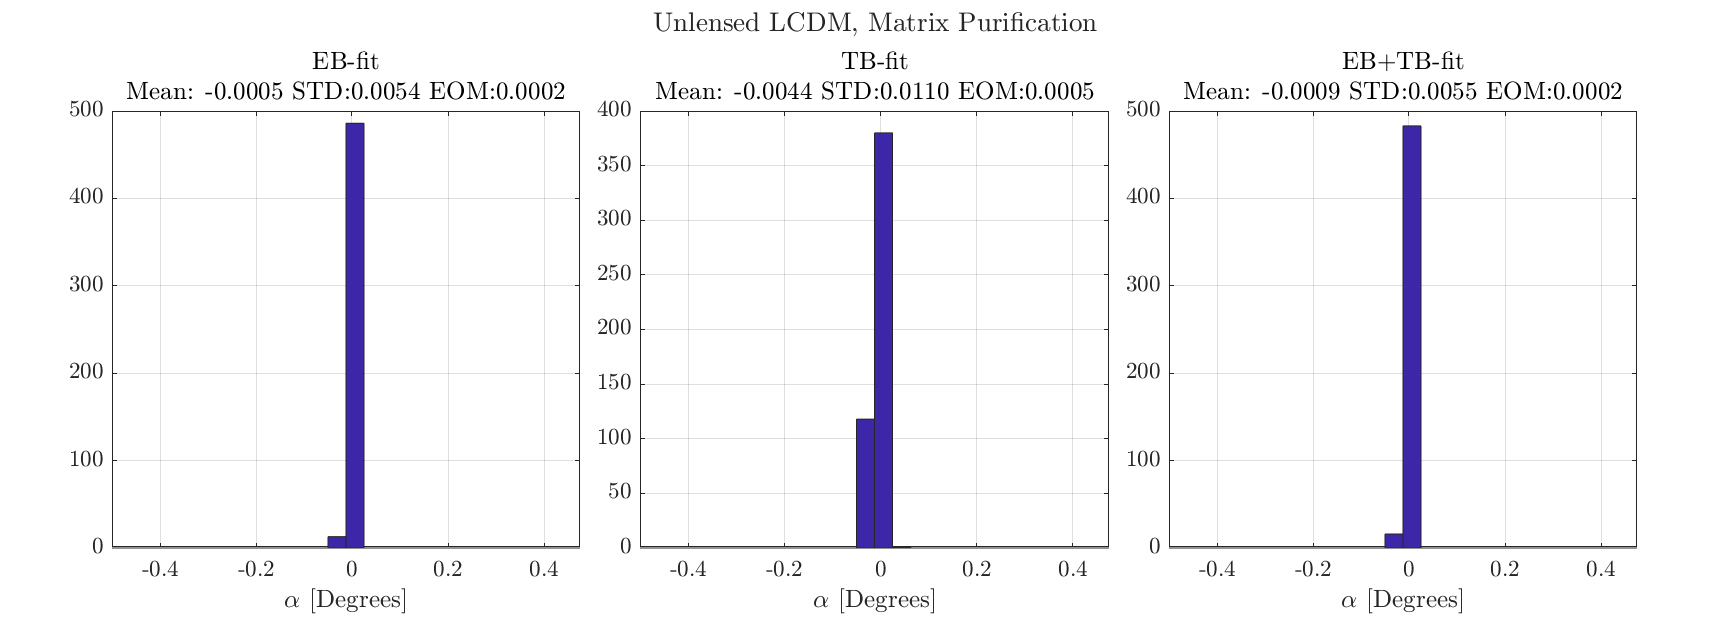 Unlensed LCDM, Matrix Purification
EB-fit
Mean: -0.0005 STD:0.0054 EOM:0.0002
500
400
300
200
100
0
-0.4 -0.2 0 0.2 0.4
α [Degrees]
TB-fit
Mean: -0.0044 STD:0.0110 EOM:0.0005
400
350
300
250
200
150
100
50
0
-0.4 -0.2 0 0.2 0.4
α [Degrees]
EB+TB-fit
Mean: -0.0009 STD:0.0055 EOM:0.0002
500
400
300
200
100
0
-0.4 -0.2 0 0.2 0.4
α [Degrees]